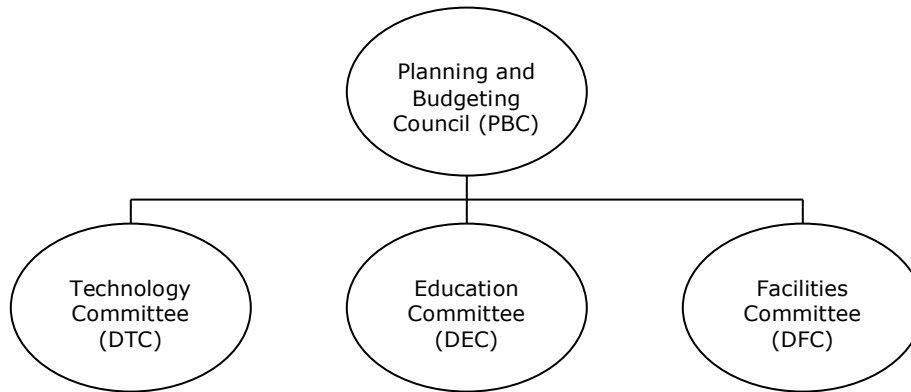 Planning and
Budgeting
Council (PBC)
Technology
Committee
(DTC)
Education
Committee
(DEC)
Facilities
Committee
(DFC)